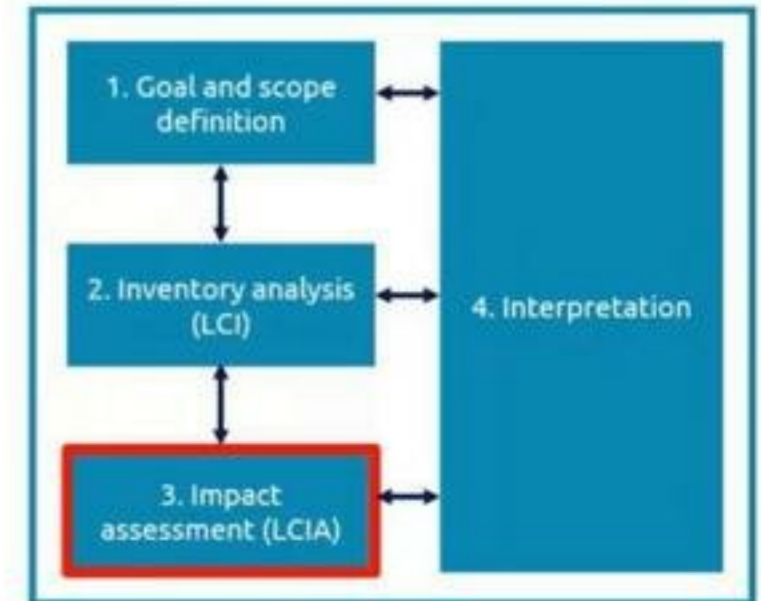 1. Goal and scope
definition
2. Inventory analysis
(LCI)
3. Impact
assessment (LCIA)
4. Interpretation